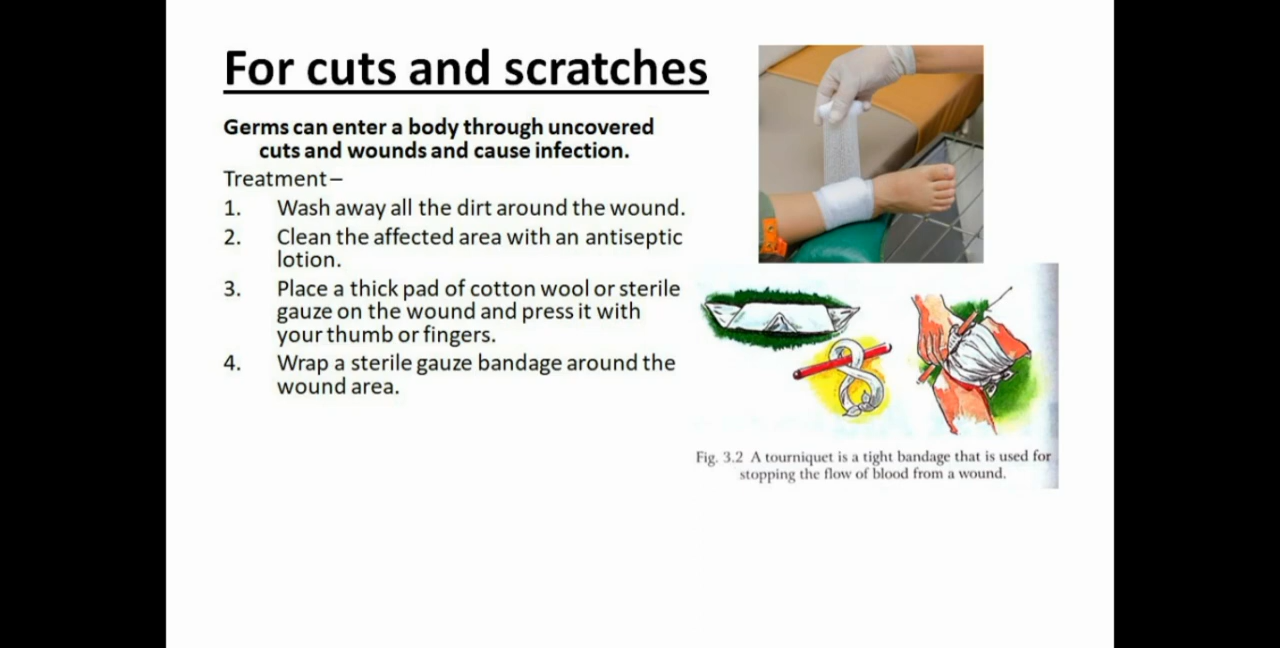 For cuts and scratches
Germs can enter a body through uncovered
cuts and wounds and cause infection.
Treatment–
1. Wash away all the dirt around the wound.
2. Clean the affected area with an antiseptic
lotion.
3. Place a thick pad of cotton wool or sterile
gauze on the wound and press it with
your thumb or fingers.
4. Wrap a sterile gauze bandage around the
wound area.
Fig. 3.2 A tourniquet is a tight bandage that is used for
stopping the flow of blood from a wound.